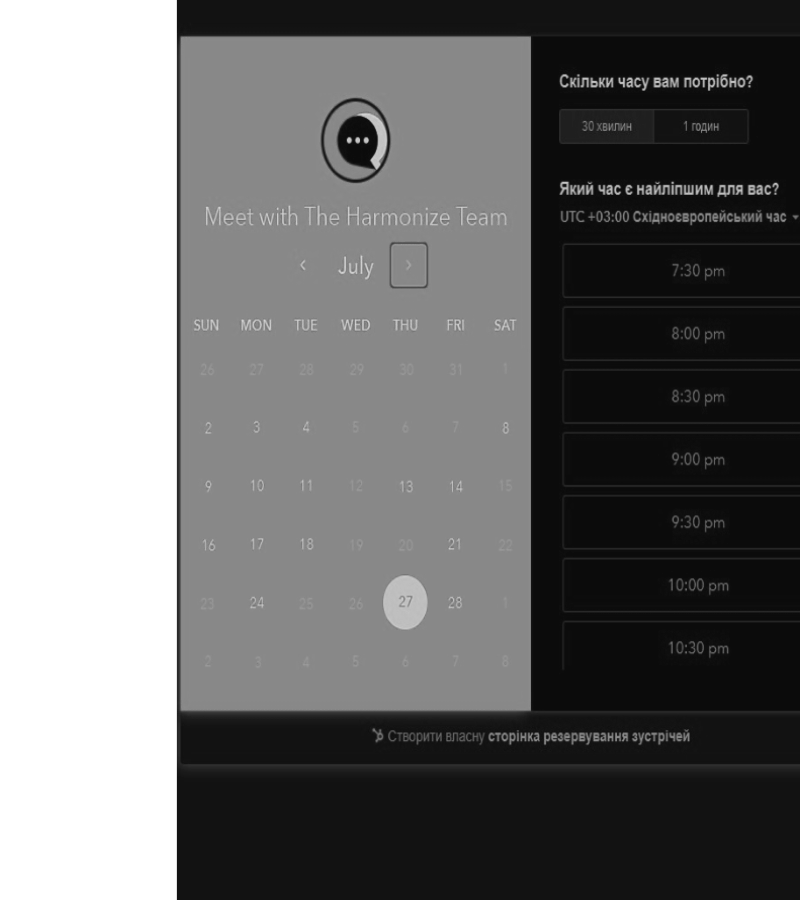 Meet with The Harmonize Team
July
SUN MON TUE WED THU FRI SAT
26 27 28 29 30 31 1
2 3 4 5 6 7 8
9 10 11 12 13 14 15
16 17 18 19 20 21 22
23 24 25 26 27 28 1
2 3 4 5 6 7 8
Скільки часу вам потрібно?
30 хвилин 1 годин
Який час є найліпшим для вас?
UTC +03:00 Східноєвропейський час
7:30 pm
8:00 pm
8:30 pm
9:00 pm
9:30 pm
10:00 pm
10:30 pm
Створити власну сторінка резервування зустрічей